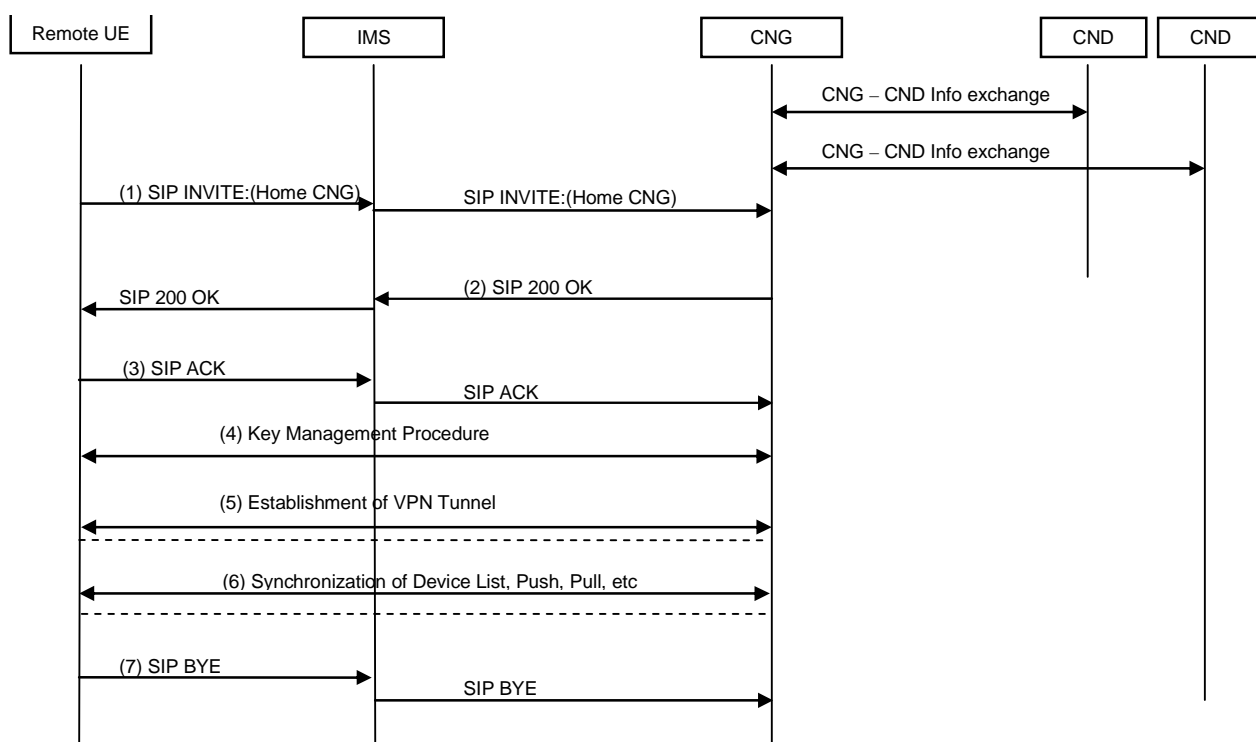 Remote UE
IMS
CNG
CND
CND
CNG – CND Info exchange
CNG – CND Info exchange
(1) SIP INVITE:(Home CNG)
SIP INVITE:(Home CNG)
(2) SIP 200 OK
SIP 200 OK
(3) SIP ACK
SIP ACK
(4) Key Management Procedure
(5) Establishment of VPN Tunnel
(6) Synchronization of Device List, Push, Pull, etc
(7) SIP BYE
SIP BYE